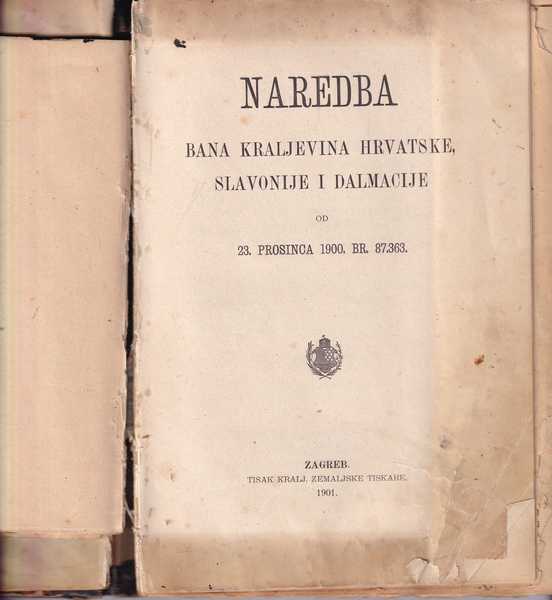 NAREDBA
BANA KRALJEVINA HRVATSKE,
SLAVONIJE I DALMACIJE
OD
23. PROSINCA 1900. BR. 87.363.
ZAGREB.
TISAK KRALJ. ZEMALJSKE TISKARE.
1901.